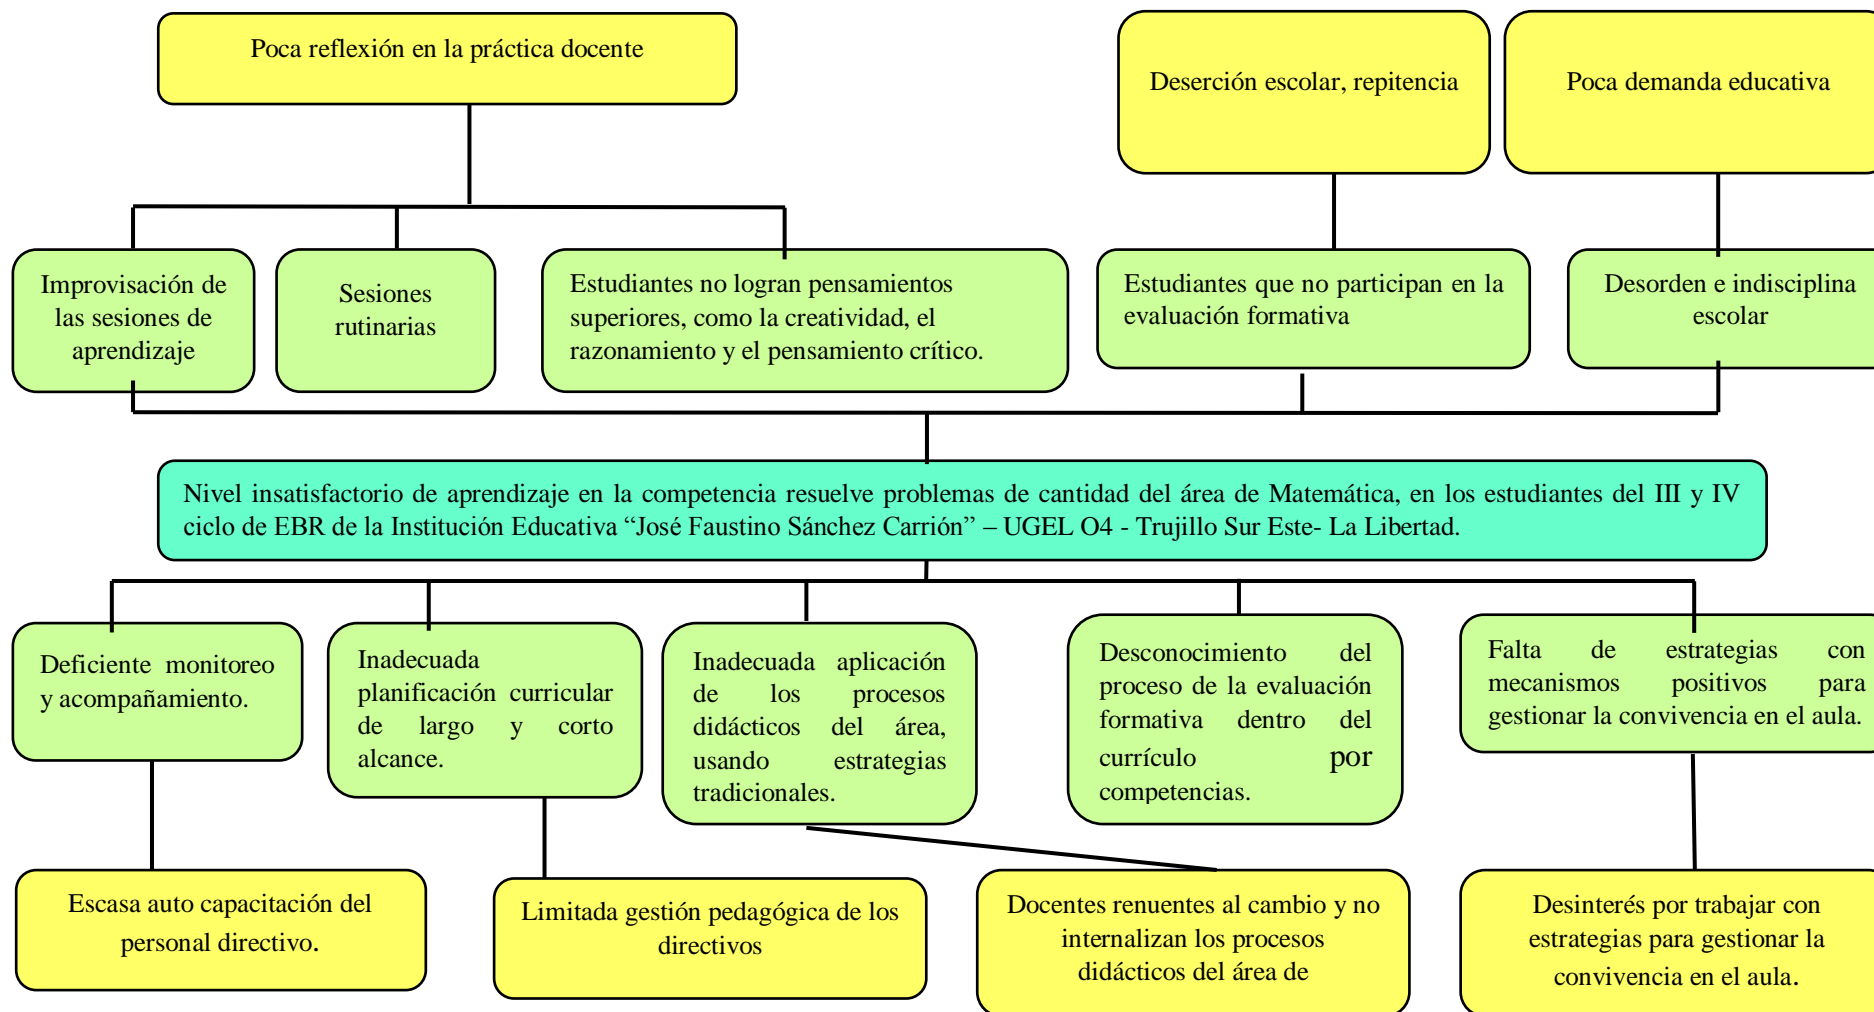 Poca reflexión en la práctica docente
Deserción escolar, repitencia
Poca demanda educativa
Improvisación de
las sesiones de
aprendizaje
Sesiones
rutinarias
Estudiantes no logran pensamientos
superiores, como la creatividad, el
razonamiento y el pensamiento crítico.
Estudiantes que no participan en la
evaluación formativa
Desorden e indisciplina
escolar
Nivel insatisfactorio de aprendizaje en la competencia resuelve problemas de cantidad del área de Matemática, en los estudiantes del III y IV
ciclo de EBR de la Institución Educativa “José Faustino Sánchez Carrión” – UGEL O4 - Trujillo Sur Este- La Libertad.
Deficiente monitoreo
y acompañamiento.
Inadecuada
planificación curricular
de largo y corto
alcance.
Inadecuada aplicación
de los procesos
didácticos del área,
usando estrategias
tradicionales.
Desconocimiento del
proceso de la evaluación
formativa dentro del
currículo por
competencias.
Falta de estrategias con
mecanismos positivos para
gestionar la convivencia en el aula.
Escasa auto capacitación del
personal directivo.
Limitada gestión pedagógica de los
directivos
Docentes renuentes al cambio y no
internalizan los procesos
didácticos del área de
Desinterés por trabajar con
estrategias para gestionar la
convivencia en el aula.